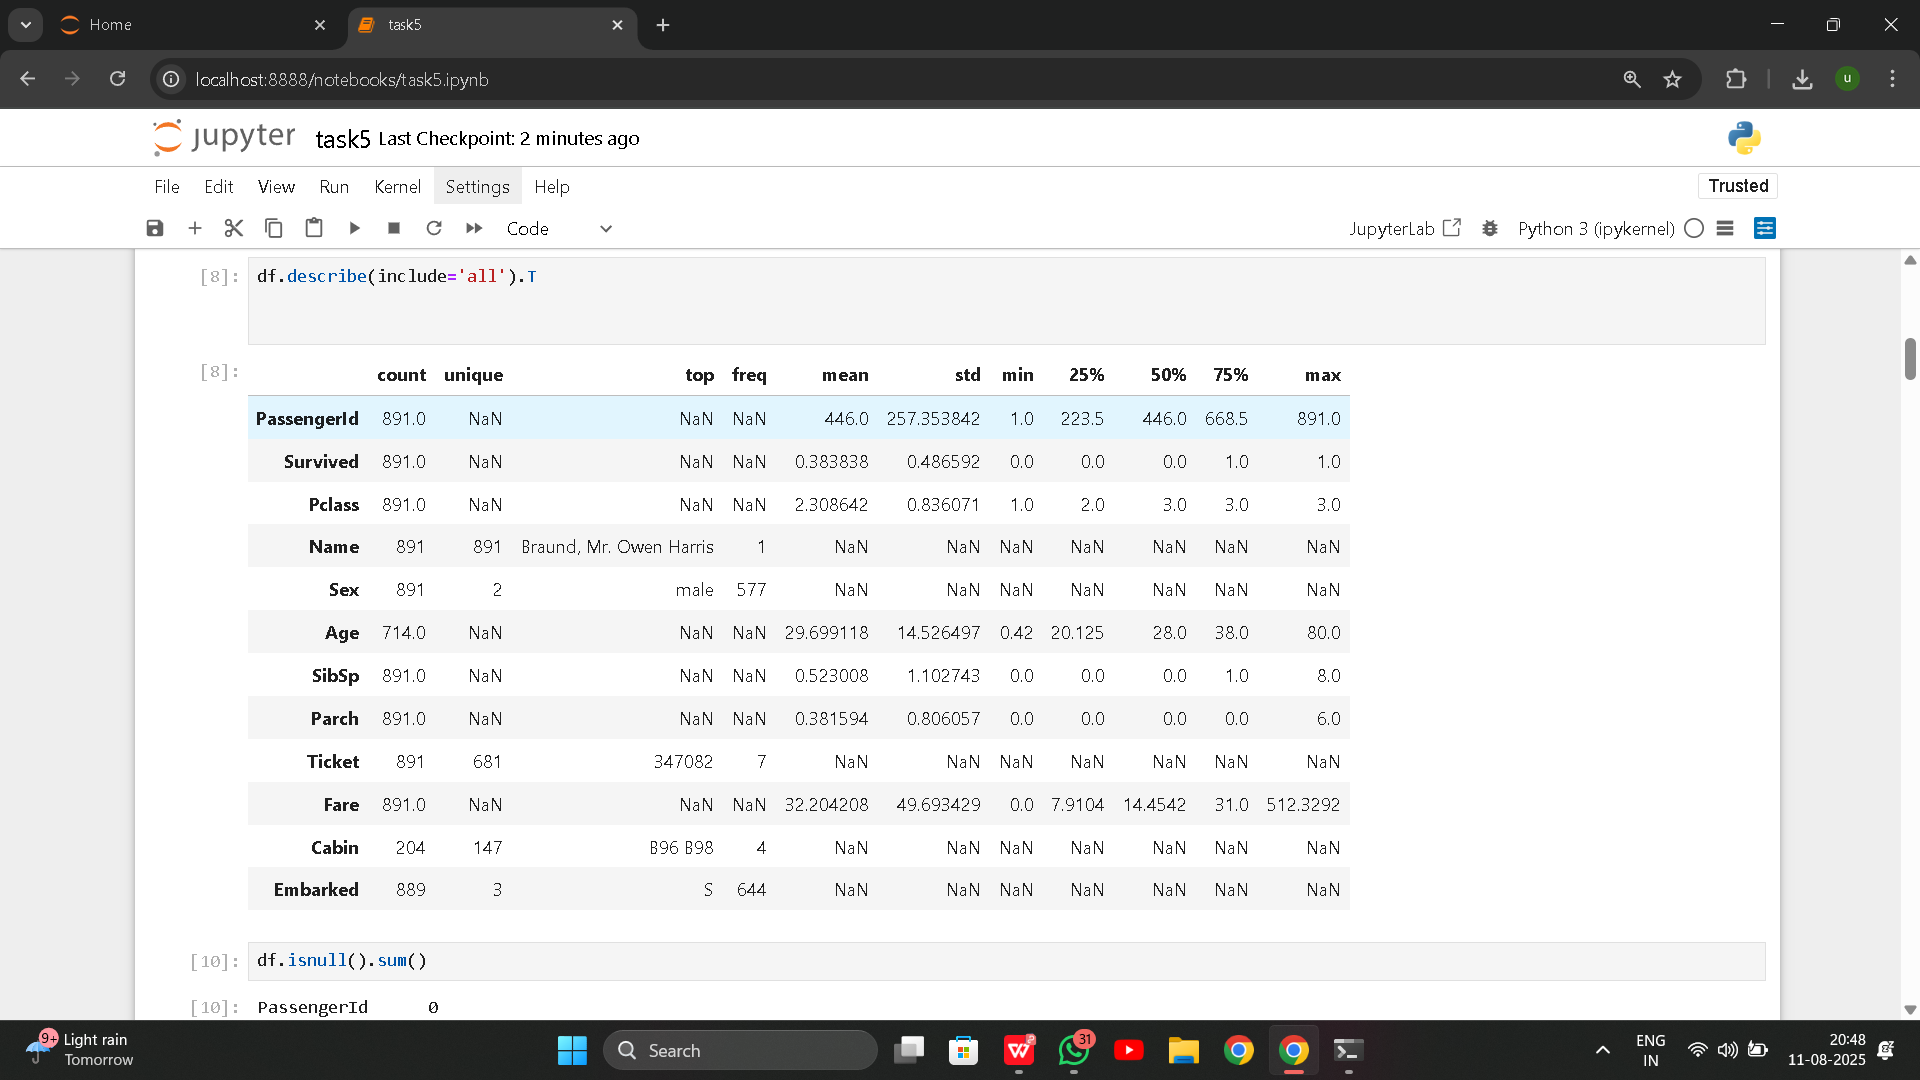 Home
task5
localhost:8888/notebooks/task5.ipynb
u
jupyter task5 Last Checkpoint: 2 minutes ago
File Edit View Run Kernel Settings Help
Trusted
Code
JupyterLab
Python 3 (ipykernel)
[8]: df.describe(include='all').T
[8]: count unique top freq mean std min 25% 50% 75% max
PassengerId 891.0 NaN NaN NaN 446.0 257.353842 1.0 223.5 446.0 668.5 891.0
Survived 891.0 NaN NaN NaN 0.383838 0.486592 0.0 0.0 0.0 1.0 1.0
Pclass 891.0 NaN NaN NaN 2.308642 0.836071 1.0 2.0 3.0 3.0 3.0
Name 891 891 Braund, Mr. Owen Harris 1 NaN NaN NaN NaN NaN NaN NaN
Sex 891 2 male 577 NaN NaN NaN NaN NaN NaN NaN
Age 714.0 NaN NaN NaN 29.699118 14.526497 0.42 20.125 28.0 38.0 80.0
SibSp 891.0 NaN NaN NaN 0.523008 1.102743 0.0 0.0 0.0 1.0 8.0
Parch 891.0 NaN NaN NaN 0.381594 0.806057 0.0 0.0 0.0 0.0 6.0
Ticket 891 681 347082 7 NaN NaN NaN NaN NaN NaN NaN
Fare 891.0 NaN NaN NaN 32.204208 49.693429 0.0 7.9104 14.4542 31.0 512.3292
Cabin 204 147 B96 B98 4 NaN NaN NaN NaN NaN NaN NaN
Embarked 889 3 S 644 NaN NaN NaN NaN NaN NaN NaN
[10]: df.isnull().sum()
[10]: PassengerId 0
9+
Light rain
Tomorrow
Search
31
ENG
IN
20:48
11-08-2025